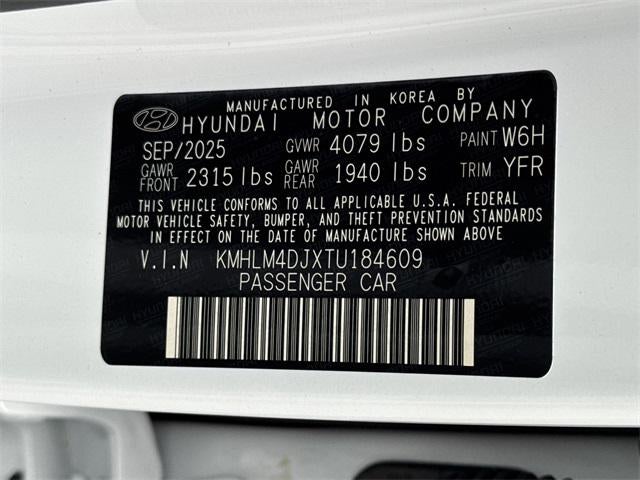 MANUFACTURED IN KOREA BY
HYUNDAI MOTOR COMPANY
SEP/2025 GVWR 4079 lbs PAINT W6H
GAWR FRONT 2315 lbs GAWR REAR 1940 lbs TRIM YFR
THIS VEHICLE CONFORMS TO ALL APPLICABLE U.S.A. FEDERAL
MOTOR VEHICLE SAFETY, BUMPER, AND THEFT PREVENTION STANDARDS
IN EFFECT ON THE DATE OF MANUFACTURE SHOWN ABOVE
V.I.N KMHLM4DJXTU184609
PASSENGER CAR